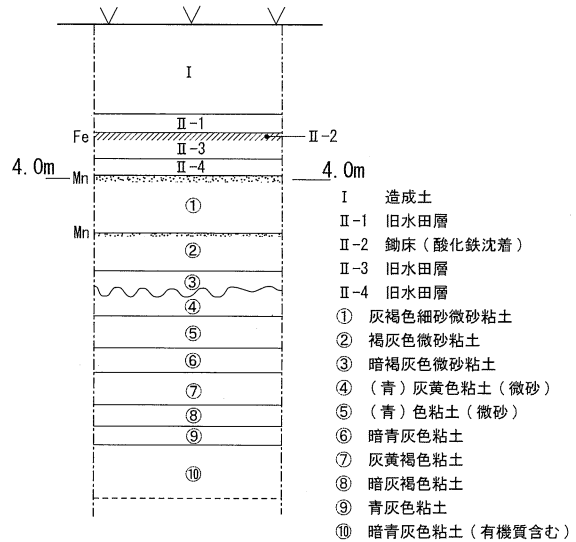 I
Ⅱ-1
Fe
Ⅱ-2
Ⅱ-3
4.0m
Mn
Ⅱ-4
4.0m
①
Mn
②
③
④
⑤
⑥
⑦
⑧
⑨
⑩
I 造成土
Ⅱ-1 旧水田層
Ⅱ-2 鋤床(酸化鉄沈着)
Ⅱ-3 旧水田層
Ⅱ-4 旧水田層
① 灰褐色細砂微砂粘土
② 褐灰色微砂粘土
③ 暗褐灰色微砂粘土
④ (青)灰黄色粘土(微砂)
⑤ (青)色粘土(微砂)
⑥ 暗青灰色粘土
⑦ 灰黄褐色粘土
⑧ 暗灰褐色粘土
⑨ 青灰色粘土
⑩ 暗青灰色粘土(有機質含む)